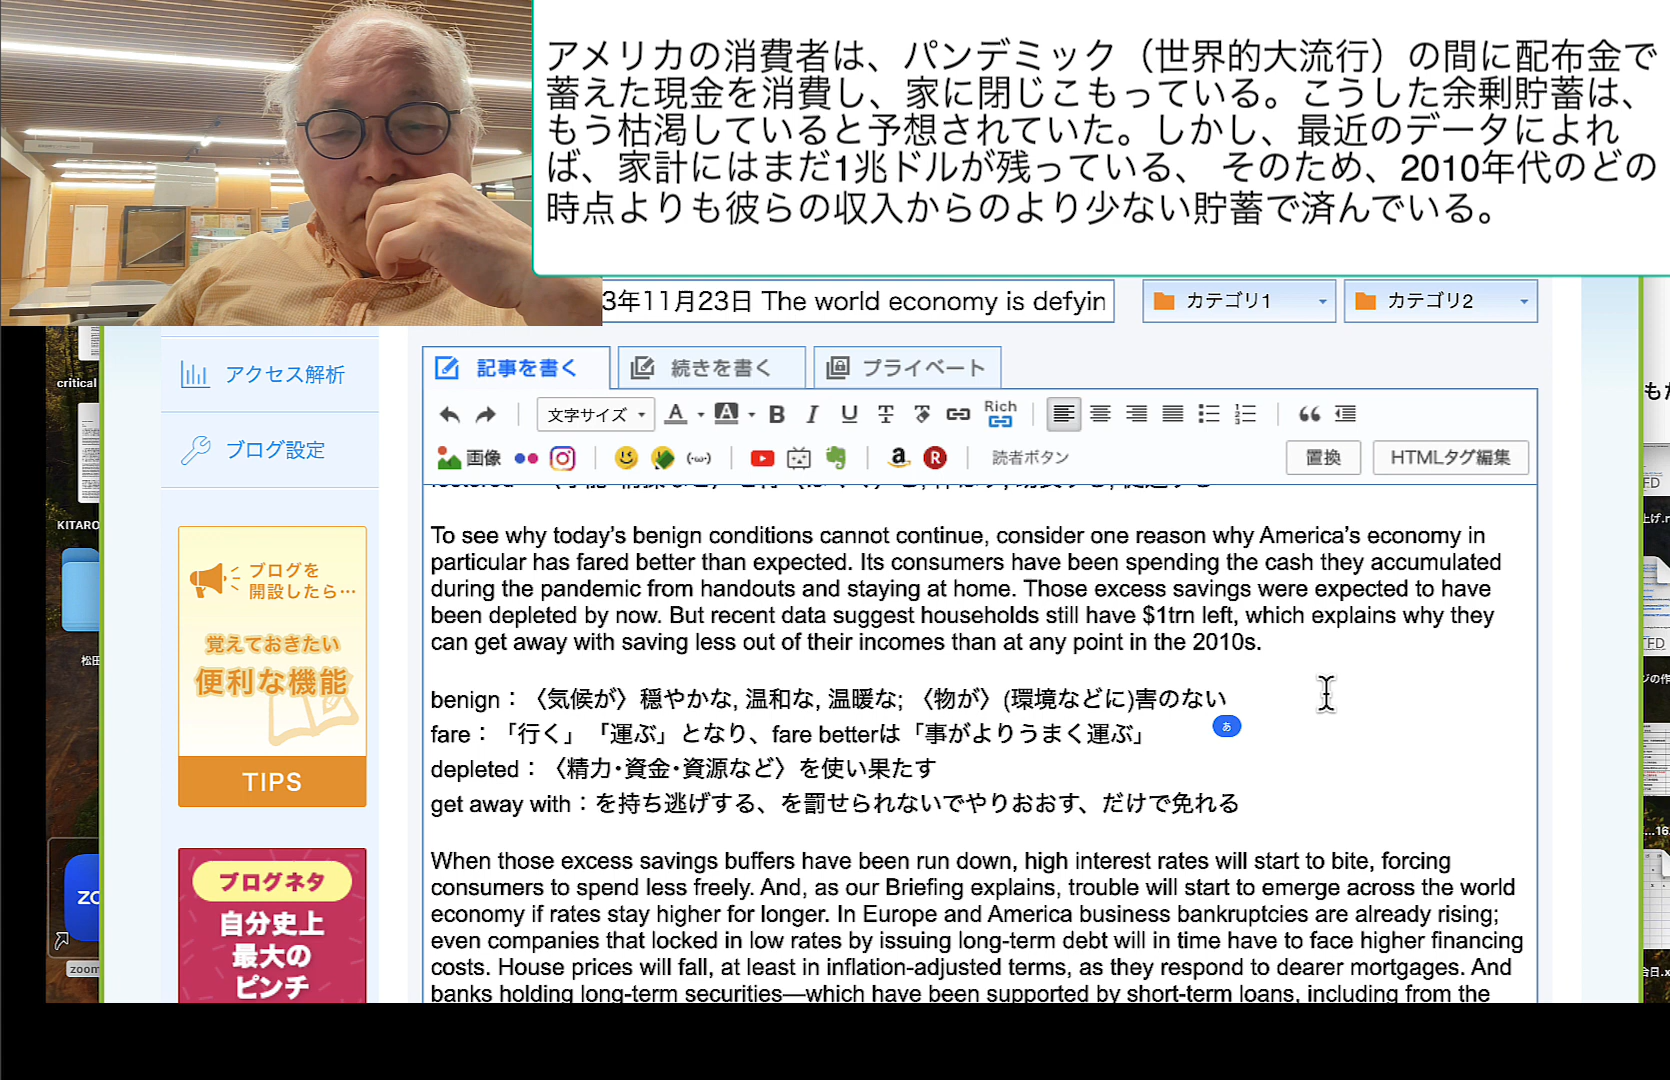 アメリカの消費者は、パンデミック（世界的大流行）の間に配布金で
蓄えた現金を消費し、家に閉じこもっている。こうした余剰貯蓄は、
もう枯渇していると予想されていた。しかし、最近のデータによれ
ば、家計にはまだ1兆ドルが残っている、 そのため、2010年代のどの
時点よりも彼らの収入からのより少ない貯蓄で済んでいる。
3年11月23日 The world economy is defyin
カテゴリ1
カテゴリ2
critical
KITARO
松田
zoom
アクセス解析
ブログ設定
ブログを
開設したら…
覚えておきたい
便利な機能
TIPS
ブログネタ
自分史上
最大の
ピンチ
記事を書く
続きを書く
プライベート
文字サイズ
A
A
B
I
U
T
Rich
画像
読者ボタン
置換
HTMLタグ編集
To see why today’s benign conditions cannot continue, consider one reason why America’s economy in
particular has fared better than expected. Its consumers have been spending the cash they accumulated
during the pandemic from handouts and staying at home. Those excess savings were expected to have
been depleted by now. But recent data suggest households still have $1trn left, which explains why they
can get away with saving less out of their incomes than at any point in the 2010s.
benign：〈気候が〉穏やかな, 温和な, 温暖な; 〈物が〉(環境などに)害のない
fare：「行く」「運ぶ」となり、fare betterは「事がよりうまく運ぶ」
あ
depleted：〈精力･資金･資源など〉を使い果たす
get away with：を持ち逃げする、を罰せられないでやりおおす、だけで免れる
When those excess savings buffers have been run down, high interest rates will start to bite, forcing
consumers to spend less freely. And, as our Briefing explains, trouble will start to emerge across the world
economy if rates stay higher for longer. In Europe and America business bankruptcies are already rising;
even companies that locked in low rates by issuing long-term debt will in time have to face higher financing
costs. House prices will fall, at least in inflation-adjusted terms, as they respond to dearer mortgages. And
banks holding long-term securities—which have been supported by short-term loans, including from the